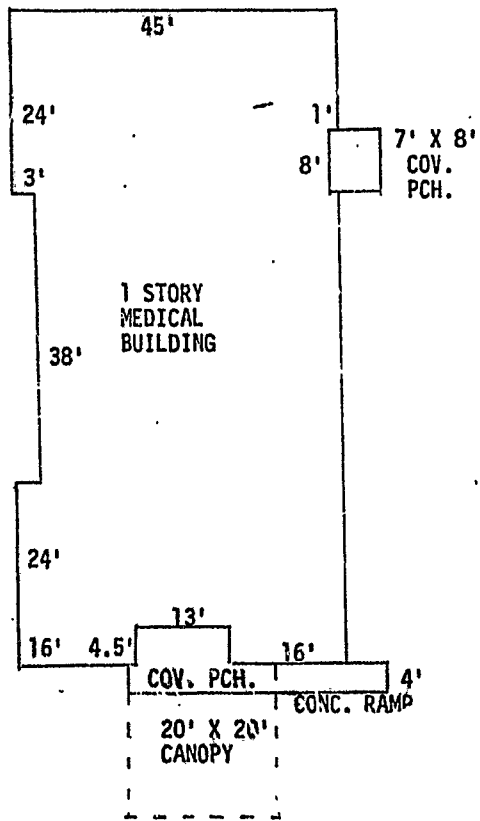 45'
24'
1'
7' X 8'
COV.
PCH.
8'
3'
1 STORY
MEDICAL
BUILDING
38'
24'
13'
16'
4.5'
16'
COV. PCH.
4'
CONC. RAMP
20' X 20'
CANOPY